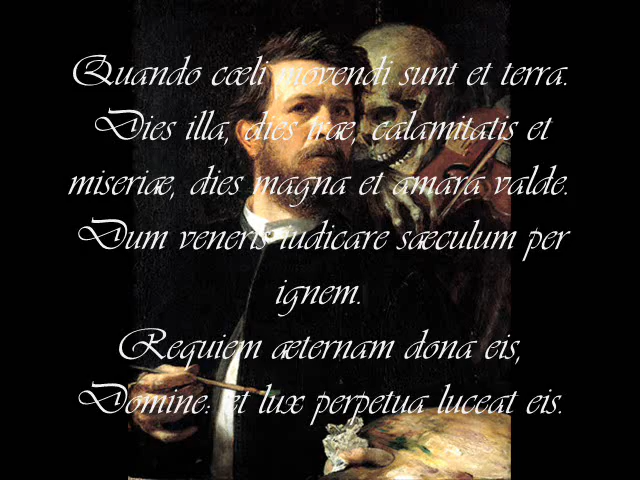 Quando cœli movendi sunt et terra.
Dies illa, dies iræ, calamitatis et
miseriæ, dies magna et amara valde.
Dum veneris iudicare sæculum per
ignem.
Requiem æternam dona eis,
Domine: et lux perpetua luceat eis.